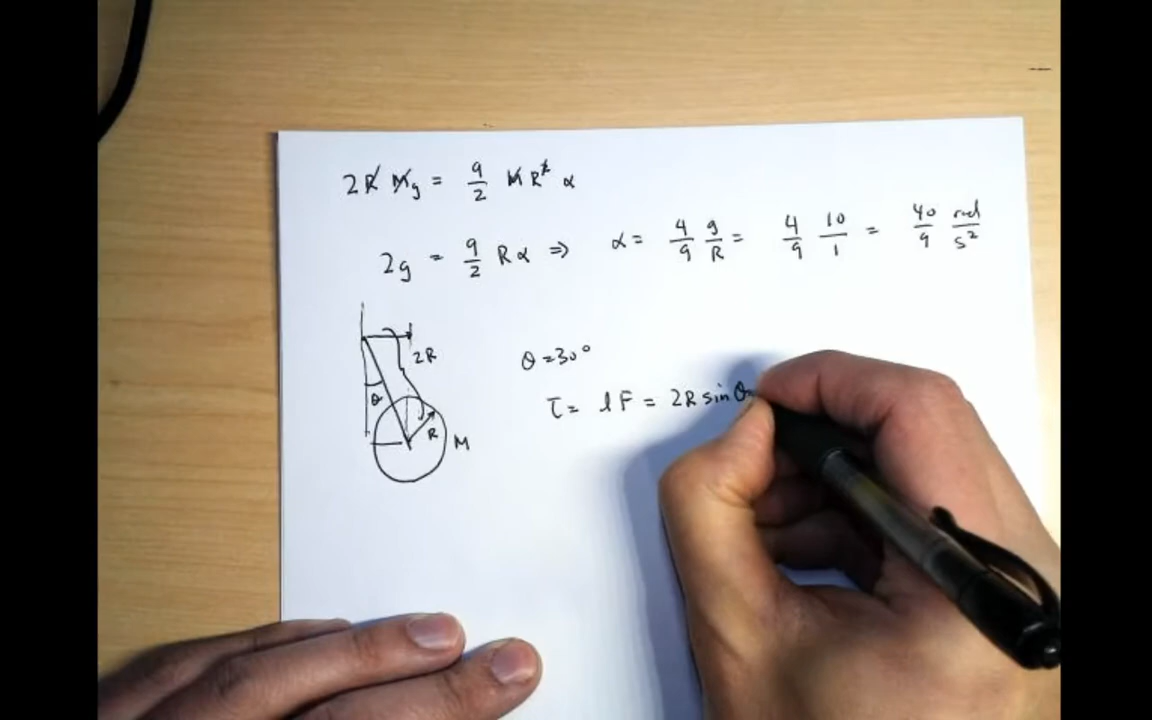 2R Mg = 9/2 MR² α
2g = 9/2 Rα ⇒ α = 4/9 g/R = 4/9 10/1 = 40/9 rad/s²
2R
θ = 30°
θ
τ = lF = 2R sin θ
R
M